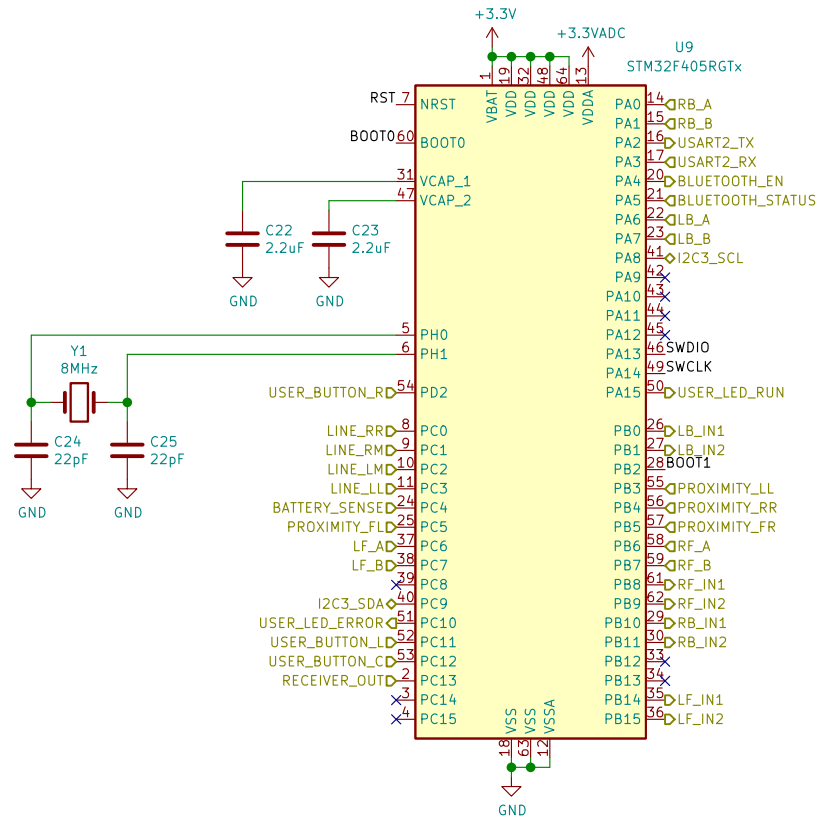 +3.3V
+3.3VADC
U9
STM32F405RGTx
1
19
32
48
64
13
VBAT
VDD
VDD
VDD
VDD
VDDA
RST 7 NRST
BOOT0 60 BOOT0
31 VCAP_1
47 VCAP_2
C22
2.2uF
GND
C23
2.2uF
GND
5 PH0
6 PH1
Y1
8MHz
C24
22pF
GND
C25
22pF
GND
USER_BUTTON_R 54 PD2
LINE_RR 8 PC0
LINE_RM 9 PC1
LINE_LM 10 PC2
LINE_LL 11 PC3
BATTERY_SENSE 24 PC4
PROXIMITY_FL 25 PC5
LF_A 37 PC6
LF_B 38 PC7
39 PC8
I2C3_SDA 40 PC9
USER_LED_ERROR 51 PC10
USER_BUTTON_L 52 PC11
USER_BUTTON_C 53 PC12
RECEIVER_OUT 2 PC13
3 PC14
4 PC15
PA0 14 RB_A
PA1 15 RB_B
PA2 16 USART2_TX
PA3 17 USART2_RX
PA4 20 BLUETOOTH_EN
PA5 21 BLUETOOTH_STATUS
PA6 22 LB_A
PA7 23 LB_B
PA8 41 I2C3_SCL
PA9 42
PA10 43
PA11 44
PA12 45
PA13 46 SWDIO
PA14 49 SWCLK
PA15 50 USER_LED_RUN
PB0 26 LB_IN1
PB1 27 LB_IN2
PB2 28 BOOT1
PB3 55 PROXIMITY_LL
PB4 56 PROXIMITY_RR
PB5 57 PROXIMITY_FR
PB6 58 RF_A
PB7 59 RF_B
PB8 61 RF_IN1
PB9 62 RF_IN2
PB10 29 RB_IN1
PB11 30 RB_IN2
PB12 33
PB13 34
PB14 35 LF_IN1
PB15 36 LF_IN2
VSS
VSS
VSSA
18
63
12
GND